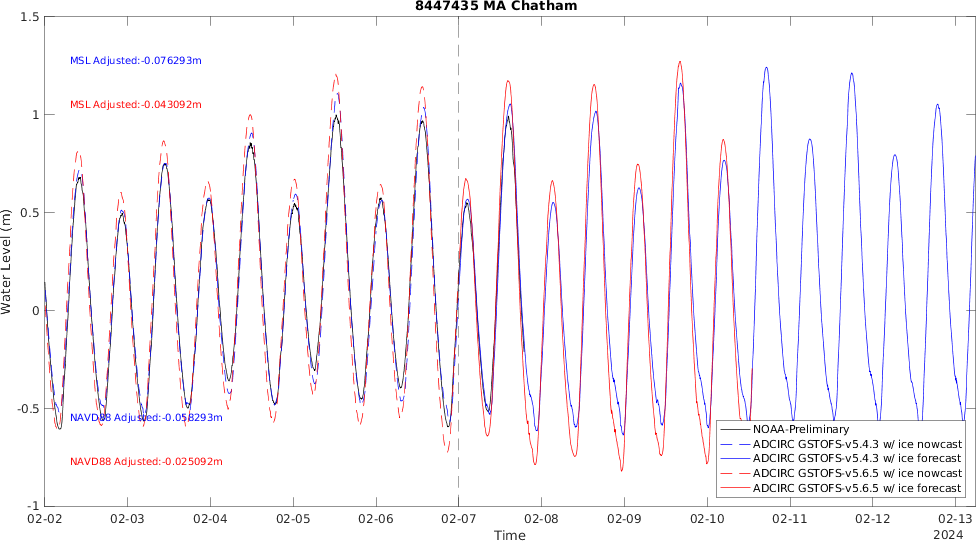 8447435 MA Chatham
1.5
1
0.5
0
-0.5
-1
Water Level (m)
MSL Adjusted:-0.076293m
MSL Adjusted:-0.043092m
NAVD88 Adjusted:-0.058293m
NAVD88 Adjusted:-0.025092m
NOAA-Preliminary
ADCIRC GSTOFS-v5.4.3 w/ ice nowcast
ADCIRC GSTOFS-v5.4.3 w/ ice forecast
ADCIRC GSTOFS-v5.6.5 w/ ice nowcast
ADCIRC GSTOFS-v5.6.5 w/ ice forecast
02-02 02-03 02-04 02-05 02-06 02-07 02-08 02-09 02-10 02-11 02-12 02-13
Time
2024